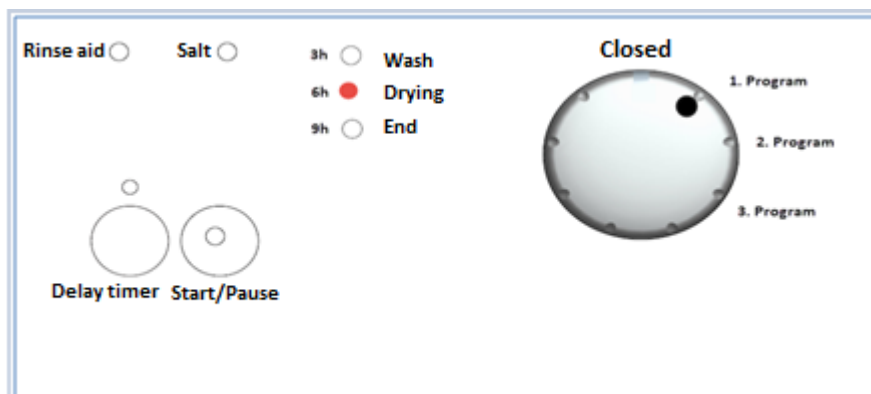 Rinse aid
Salt
3h Wash
6h Drying
9h End
Closed
1. Program
2. Program
3. Program
Delay timer
Start/Pause